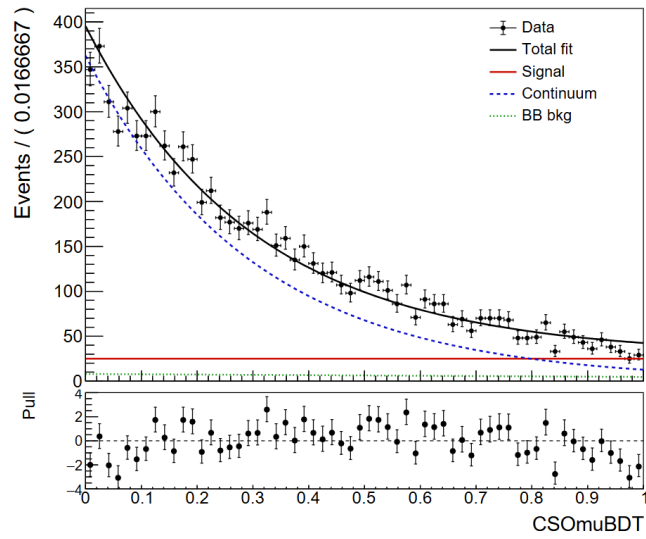 Events / ( 0.0166667)
400
350
300
250
200
150
100
50
0
Data
Total fit
Signal
Continuum
BB bkg
Pull
4
2
0
−2
−4
0 0.1 0.2 0.3 0.4 0.5 0.6 0.7 0.8 0.9 1
CSOmuBDT